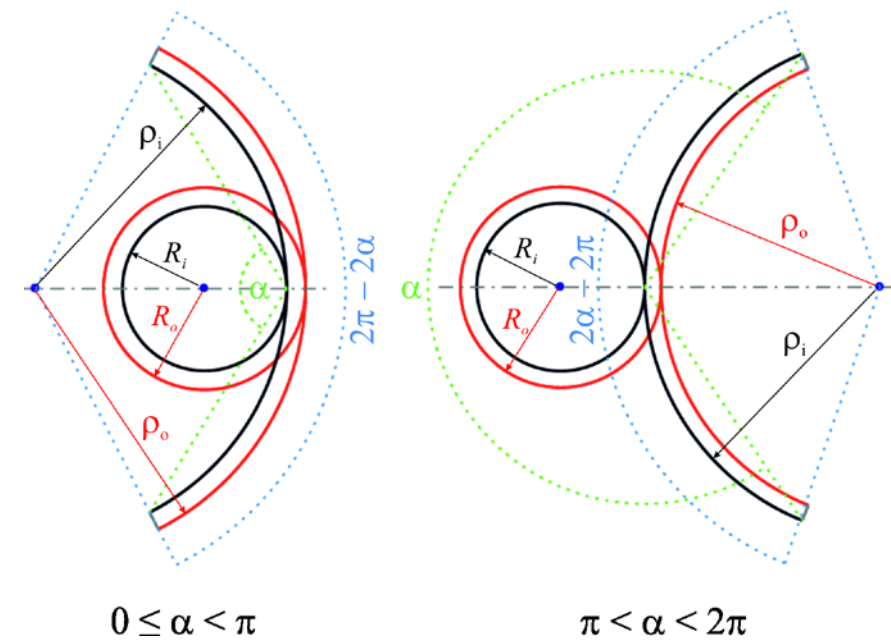 ρi
Ri
Ro
α
2π – 2α
ρo
α
Ri
Ro
2α – 2π
ρo
ρi
0 ≤ α < π
π < α < 2π